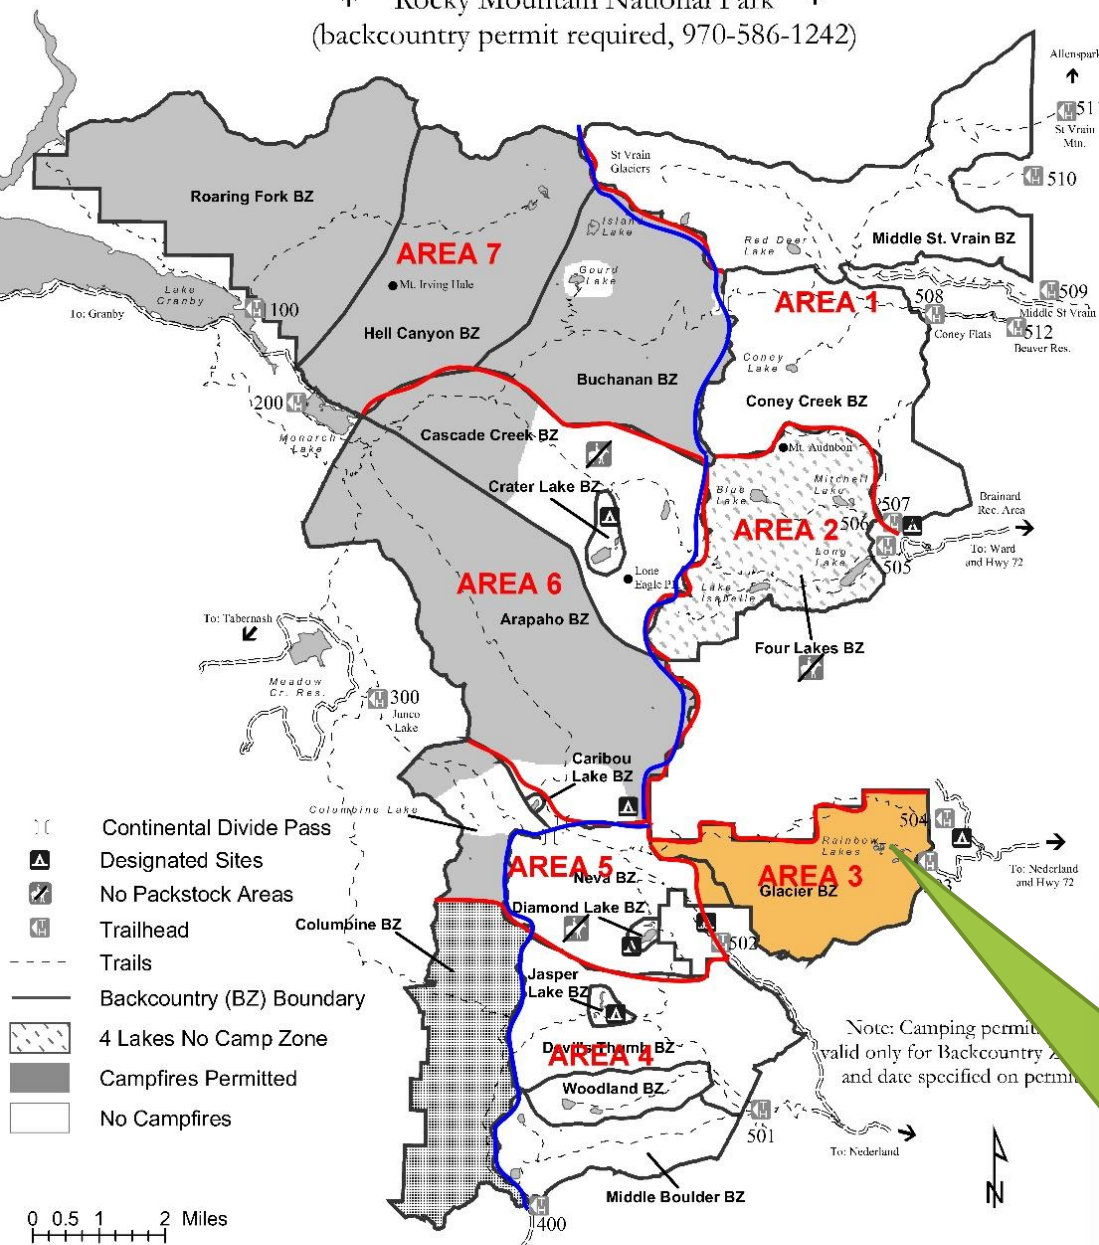 Rocky Mountain National Park
(backcountry permit required, 970-586-1242)
Allenspark
511
St Vrain
Mtn.
St Vrain
Glaciers
510
Roaring Fork BZ
Island
Lake
Red Deer
Lake
Middle St. Vrain BZ
AREA 7
Gourd
Lake
Mt. Irving Hale
Lake
Granby
To: Granby
100
AREA 1
509
Middle St Vrain
508
Coney Flats
512
Beaver Res.
Hell Canyon BZ
Coney
Lake
Buchanan BZ
Coney Creek BZ
200
Monarch
Lake
Cascade Creek BZ
Mt. Audubon
Crater Lake BZ
Blue
Lake
Mitchell
Lake
507
506
Brainard
Rec. Area
AREA 2
Long
Lake
505
To: Ward
and Hwy 72
Lone
Eagle P
Lake
Isabelle
AREA 6
Arapaho BZ
To: Tabernash
Four Lakes BZ
Meadow
Cr. Res.
300
Junco
Lake
Caribou
Lake BZ
Columbine Lake
504
Rainbow
Lakes
To: Nederland
and Hwy 72
AREA 5
Neva BZ
AREA 3
Glacier BZ
3
Diamond Lake BZ
Columbine BZ
502
Jasper
Lake BZ
Devils Thumb BZ
AREA 4
Woodland BZ
501
To: Nederland
Middle Boulder BZ
400
Note: Camping permit
valid only for Backcountry Z
and date specified on permit
Continental Divide Pass
Designated Sites
No Packstock Areas
Trailhead
Trails
Backcountry (BZ) Boundary
4 Lakes No Camp Zone
Campfires Permitted
No Campfires
0 0.5 1 2 Miles
N